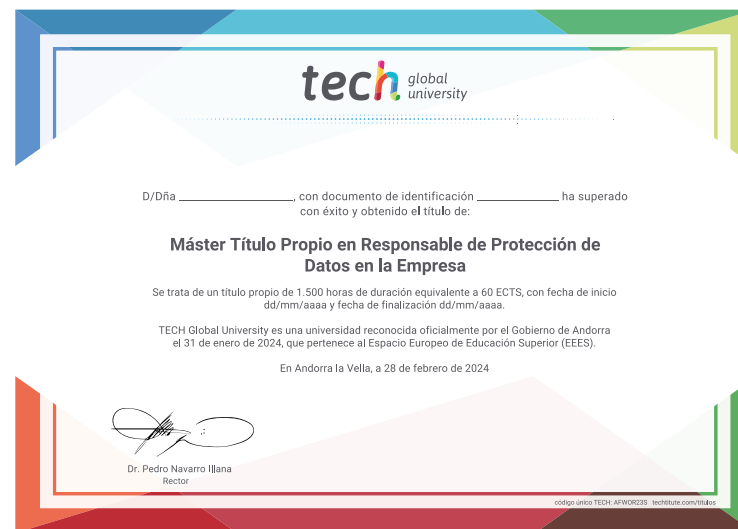 tech global university
D/Dña ______________, con documento de identificación __________ ha superado
con éxito y obtenido el título de:
Máster Título Propio en Responsable de Protección de
Datos en la Empresa
Se trata de un título propio de 1.500 horas de duración equivalente a 60 ECTS, con fecha de inicio
dd/mm/aaaa y fecha de finalización dd/mm/aaaa.
TECH Global University es una universidad reconocida oficialmente por el Gobierno de Andorra
el 31 de enero de 2024, que pertenece al Espacio Europeo de Educación Superior (EEES).
En Andorra la Vella, a 28 de febrero de 2024
Dr. Pedro Navarro Illana
Rector
código único TECH: AFWOR23S techtitute.com/titulos